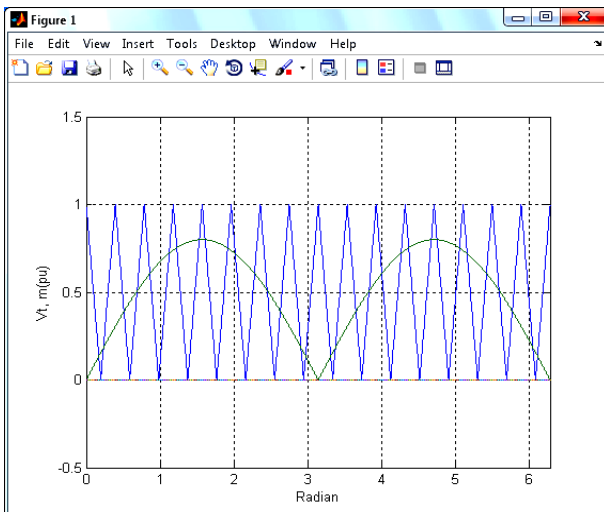 Figure 1
File Edit View Insert Tools Desktop Window Help
1.5
1
0.5
0
-0.5
Vt, m(pu)
0 1 2 3 4 5 6
Radian